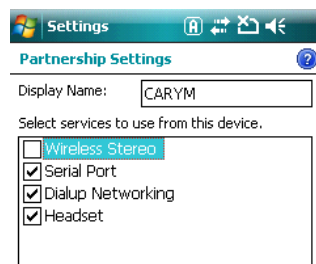 Settings
Partnership Settings
Display Name: CARYM
Select services to use from this device.
Wireless Stereo
Serial Port
Dialup Networking
Headset